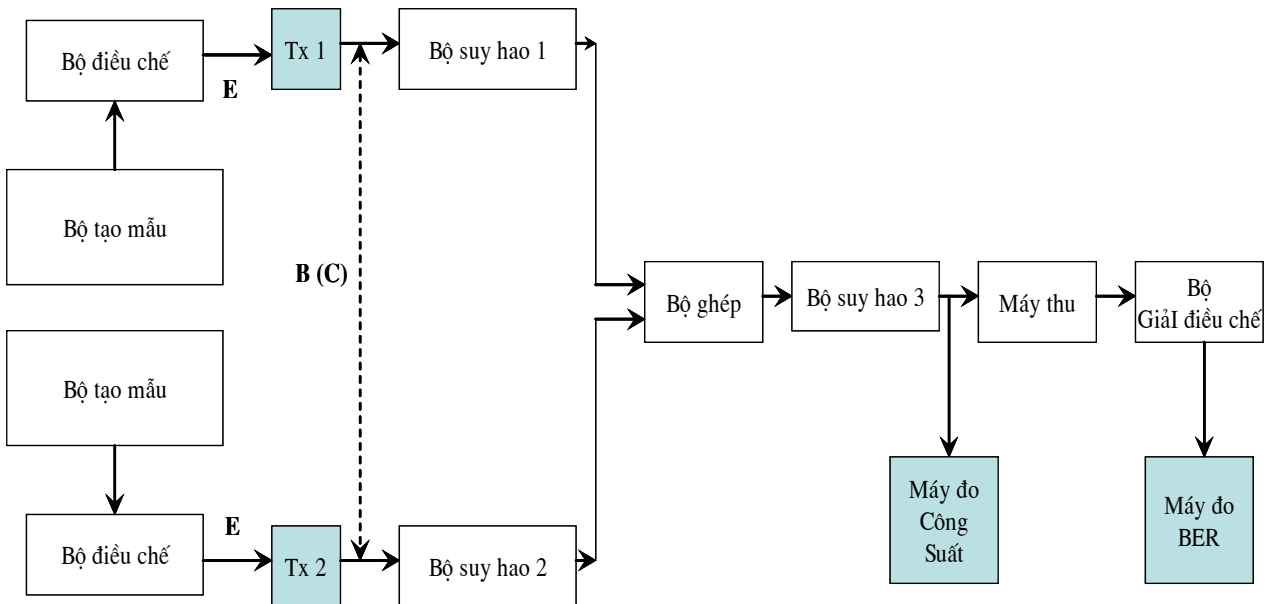 Bộ điều chế
E
Tx 1
Bộ suy hao 1
Bộ tạo mẫu
B (C)
Bộ ghép
Bộ suy hao 3
Máy thu
Bộ
GiảI điều chế
Bộ tạo mẫu
Máy đo
Công
Suất
Máy đo
BER
Bộ điều chế
E
Tx 2
Bộ suy hao 2